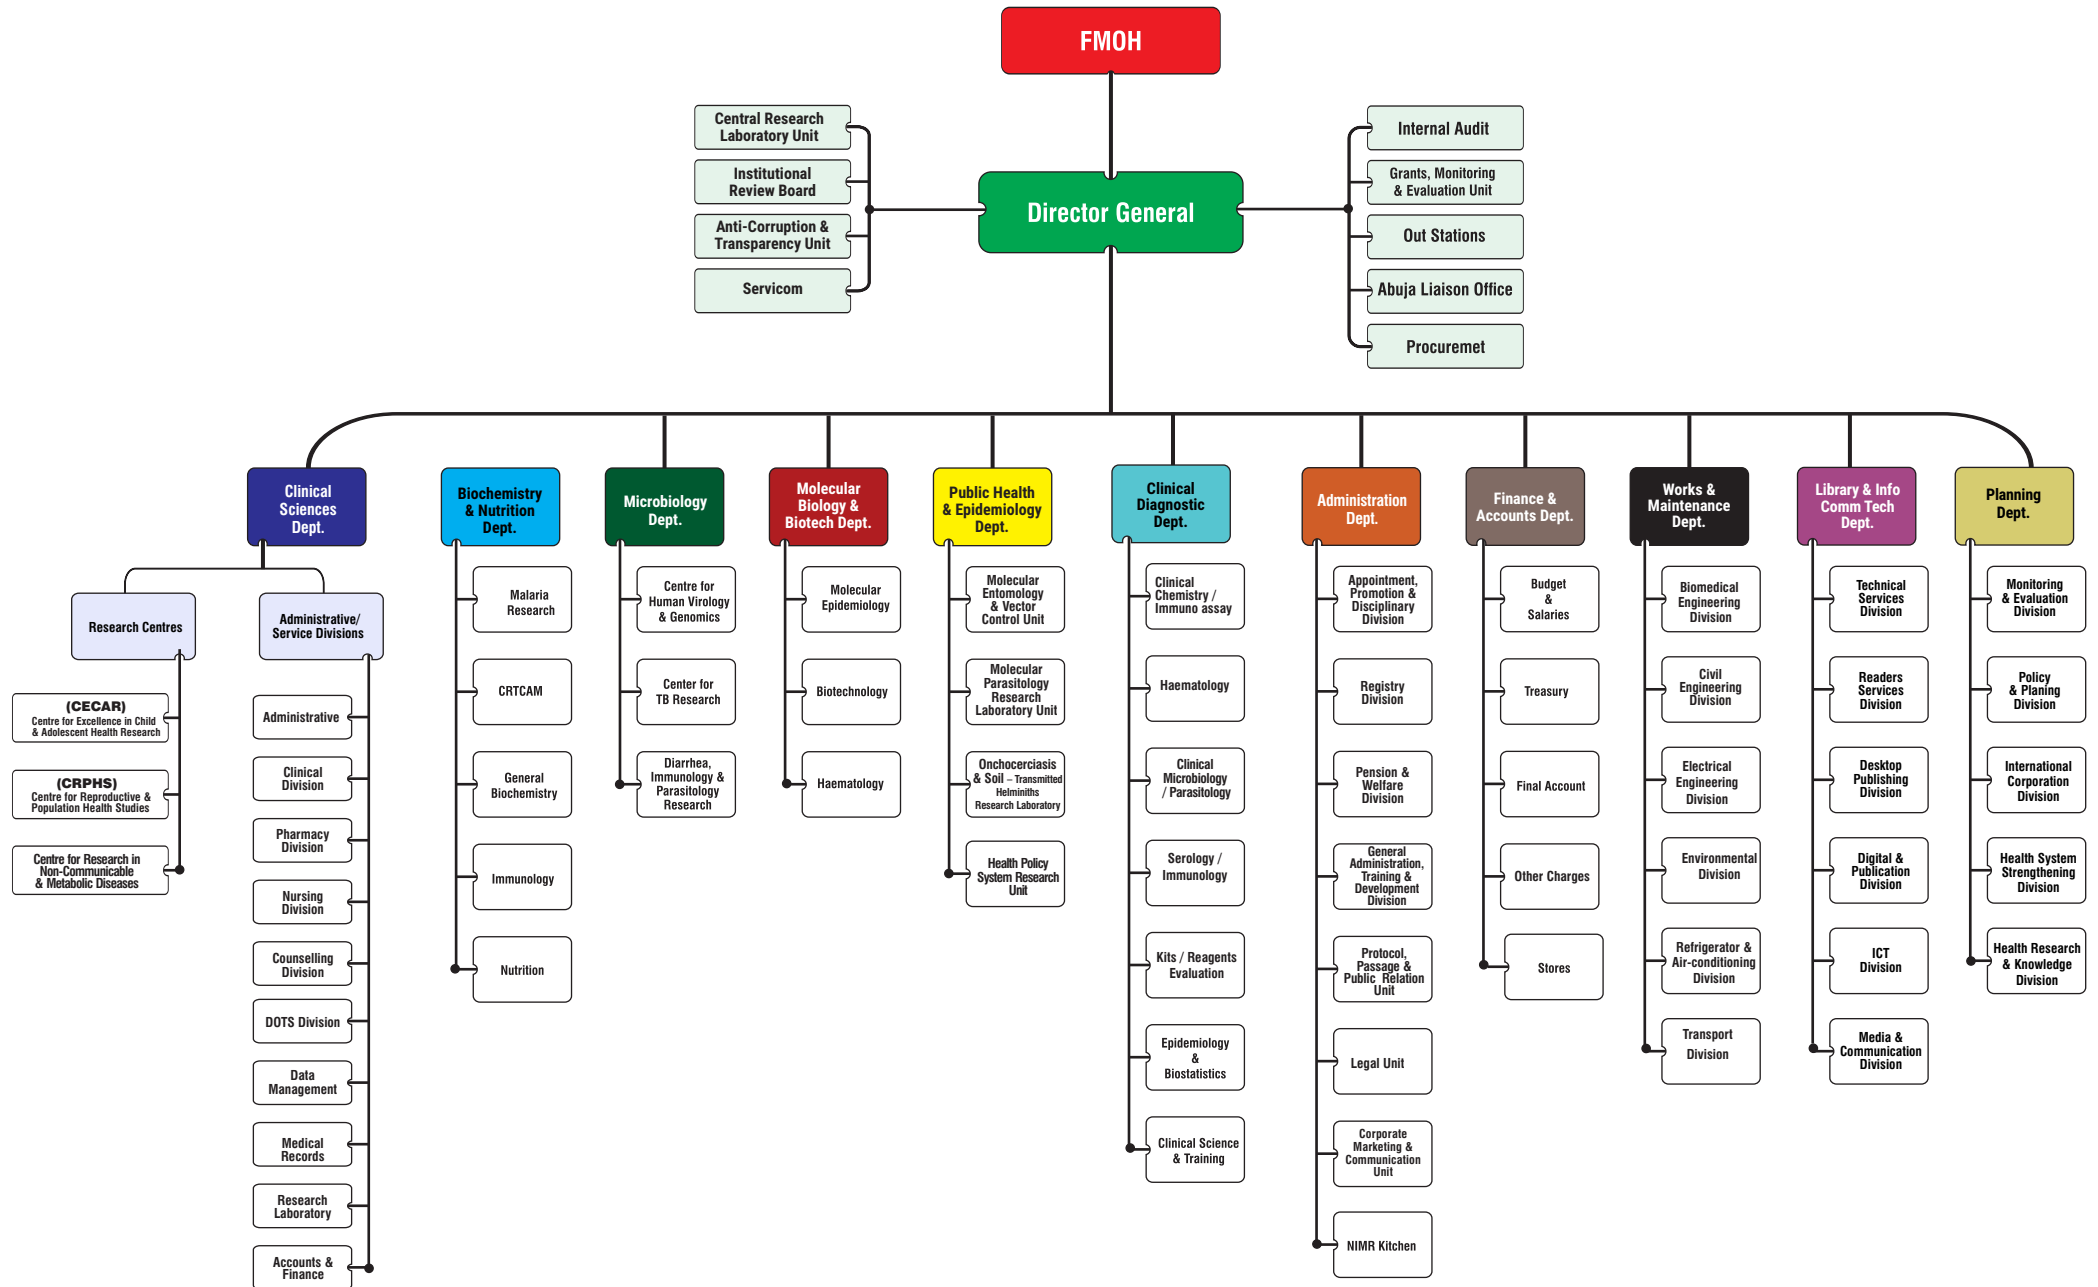 FMOH
Central Research
Laboratory Unit
Institutional
Review Board
Anti-Corruption &
Transparency Unit
Servicom
Director General
Internal Audit
Grants, Monitoring
& Evaluation Unit
Out Stations
Abuja Liaison Office
Procuremet
Clinical
Sciences
Dept.
Research Centres
(CECAR)
Centre for Excellence in Child
& Adolescent Health Research
(CRPHS)
Centre for Reproductive &
Population Health Studies
Centre for Research in
Non-Communicable
& Metabolic Diseases
Administrative/
Service Divisions
Administrative
Clinical
Division
Pharmacy
Division
Nursing
Division
Counselling
Division
DOTS Division
Data
Management
Medical
Records
Research
Laboratory
Accounts &
Finance
Biochemistry
& Nutrition
Dept.
Malaria
Research
CRTCAM
General
Biochemistry
Immunology
Nutrition
Microbiology
Dept.
Centre for
Human Virology
& Genomics
Center for
TB Research
Diarrhea,
Immunology &
Parasitology
Research
Molecular
Biology &
Biotech Dept.
Molecular
Epidemiology
Biotechnology
Haematology
Public Health
& Epidemiology
Dept.
Molecular
Entomology
& Vector
Control Unit
Molecular
Parasitology
Research
Laboratory Unit
Onchocerciasis
& Soil – Transmitted
Helminiths
Research Laboratory
Health Policy
System Research
Unit
Clinical
Diagnostic
Dept.
Clinical
Chemistry /
Immuno assay
Haematology
Clinical
Microbiology
/ Parasitology
Serology /
Immunology
Kits / Reagents
Evaluation
Epidemiology
&
Biostatistics
Clinical Science
& Training
Administration
Dept.
Appointment,
Promotion &
Disciplinary
Division
Registry
Division
Pension &
Welfare
Division
General
Administration,
Training &
Development
Division
Protocol,
Passage &
Public Relation
Unit
Legal Unit
Corporate
Marketing &
Communication
Unit
NIMR Kitchen
Finance &
Accounts Dept.
Budget
&
Salaries
Treasury
Final Account
Other Charges
Stores
Works &
Maintenance
Dept.
Biomedical
Engineering
Division
Civil
Engineering
Division
Electrical
Engineering
Division
Environmental
Division
Refrigerator &
Air-conditioning
Division
Transport
Division
Library & Info
Comm Tech
Dept.
Technical
Services
Division
Readers
Services
Division
Desktop
Publishing
Division
Digital &
Publication
Division
ICT
Division
Media &
Communication
Division
Planning
Dept.
Monitoring
& Evaluation
Division
Policy
& Planing
Division
International
Corporation
Division
Health System
Strengthening
Division
Health Research
& Knowledge
Division